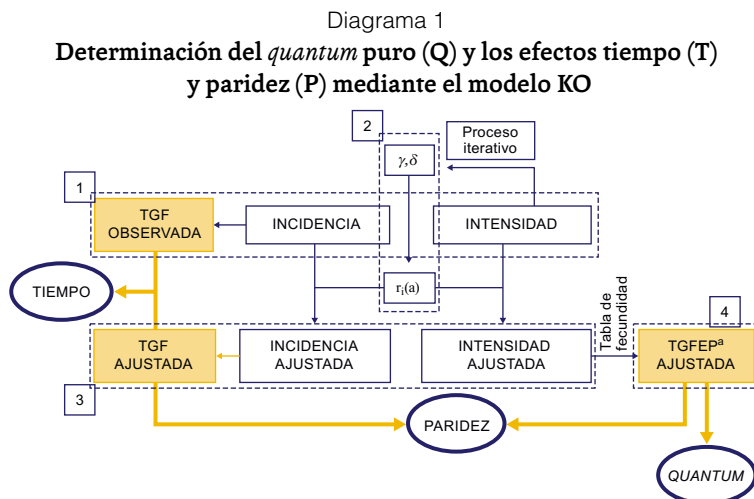 Diagrama 1
Determinación del quantum puro (Q) y los efectos tiempo (T)
y paridez (P) mediante el modelo KO
2
Proceso
iterativo
γ,δ
1
TGF
OBSERVADA
INCIDENCIA
INTENSIDAD
TIEMPO
rᵢ(a)
Tabla de
fecundidad
4
TGF
AJUSTADA
INCIDENCIA
AJUSTADA
INTENSIDAD
AJUSTADA
TGFEPª
AJUSTADA
3
PARIDEZ
QUANTUM